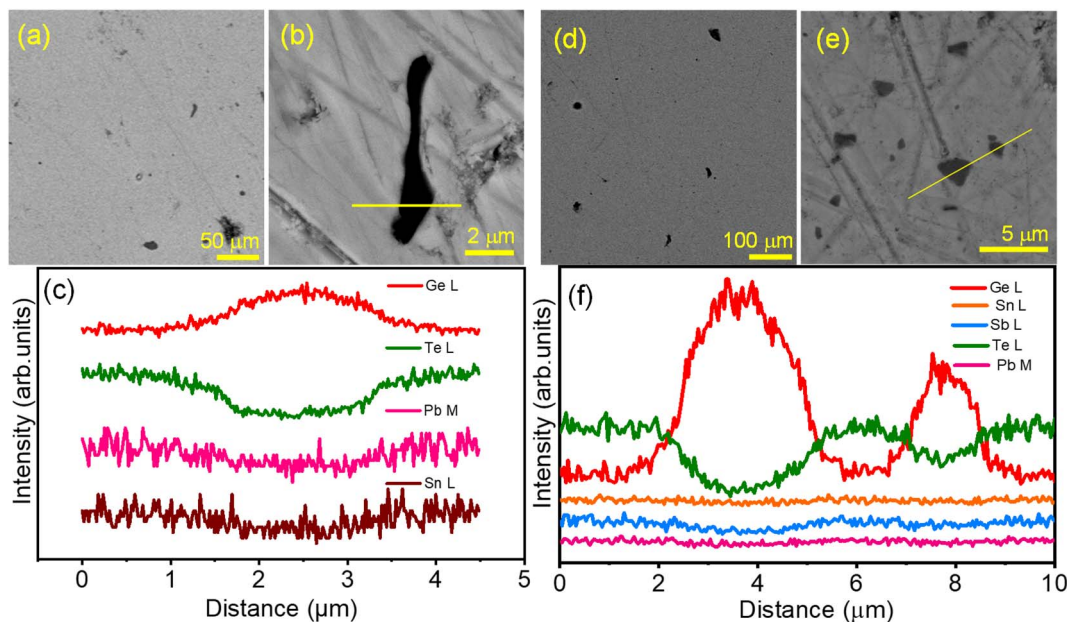 (a)
50 μm
(b)
2 μm
(d)
100 μm
(e)
5 μm
(c)
Ge L
Te L
Pb M
Sn L
Intensity (arb.units)
0 1 2 3 4 5
Distance (μm)
(f)
Ge L
Sn L
Sb L
Te L
Pb M
Intensity (arb.units)
0 2 4 6 8 10
Distance (μm)